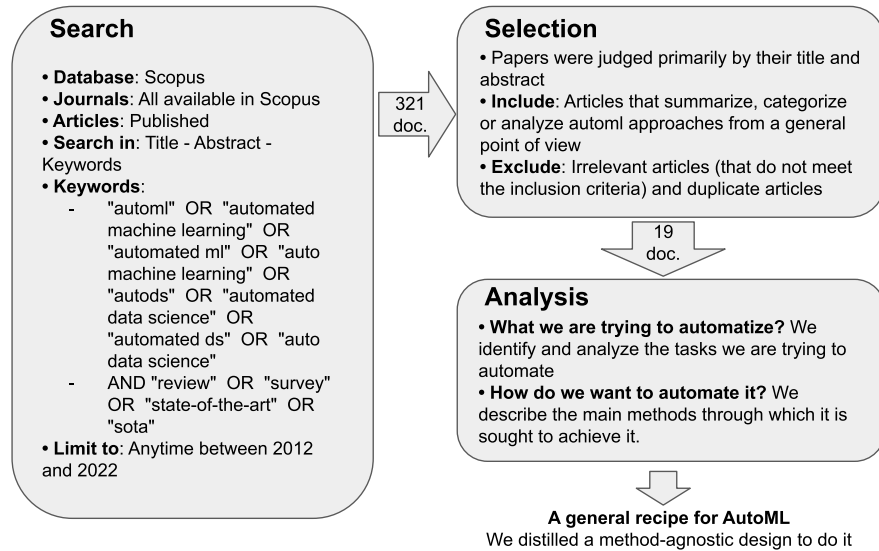 Search
• Database: Scopus
• Journals: All available in Scopus
• Articles: Published
• Search in: Title - Abstract -
Keywords
• Keywords:
- "automl" OR "automated
machine learning" OR
"automated ml" OR "auto
machine learning" OR
"autods" OR "automated
data science" OR
"automated ds" OR "auto
data science"
- AND "review" OR "survey"
OR "state-of-the-art" OR
"sota"
• Limit to: Anytime between 2012
and 2022
321
doc.
Selection
• Papers were judged primarily by their title and
abstract
• Include: Articles that summarize, categorize
or analyze automl approaches from a general
point of view
• Exclude: Irrelevant articles (that do not meet
the inclusion criteria) and duplicate articles
19
doc.
Analysis
• What we are trying to automatize? We
identify and analyze the tasks we are trying to
automate
• How do we want to automate it? We
describe the main methods through which it is
sought to achieve it.
A general recipe for AutoML
We distilled a method-agnostic design to do it